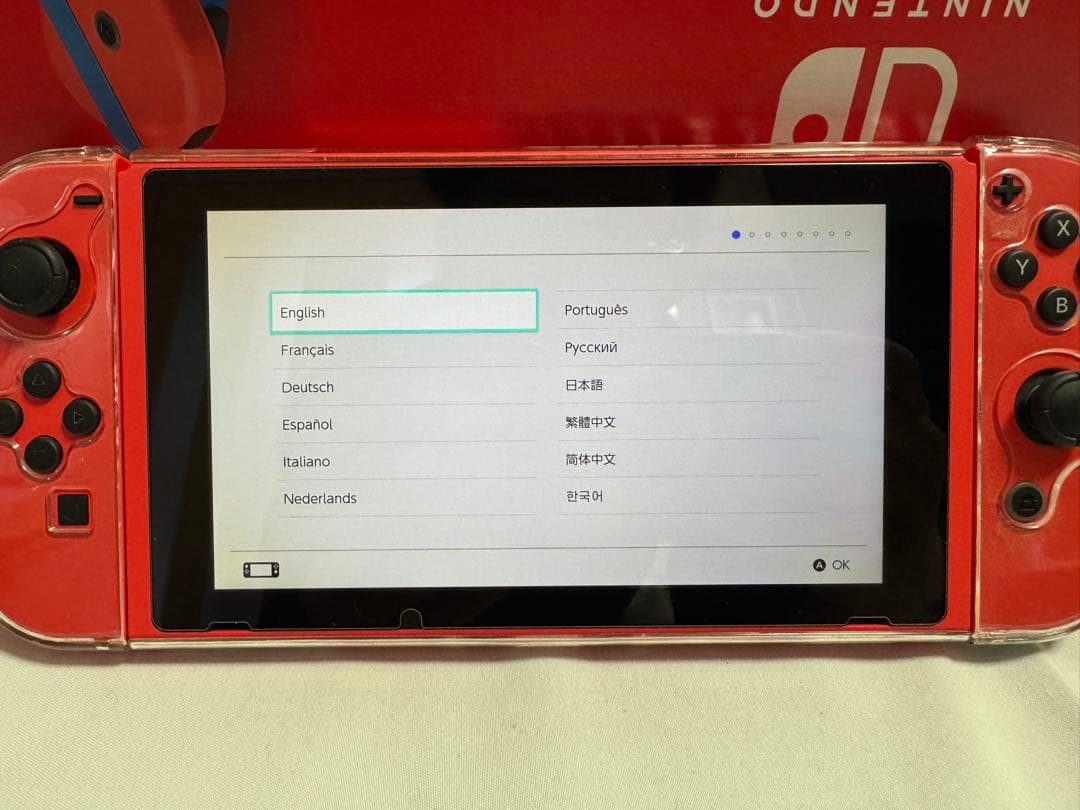 NINTENDO
English
Français
Deutsch
Español
Italiano
Nederlands
Português
Русский
日本語
繁體中文
简体中文
한국어
A OK
X
Y
B